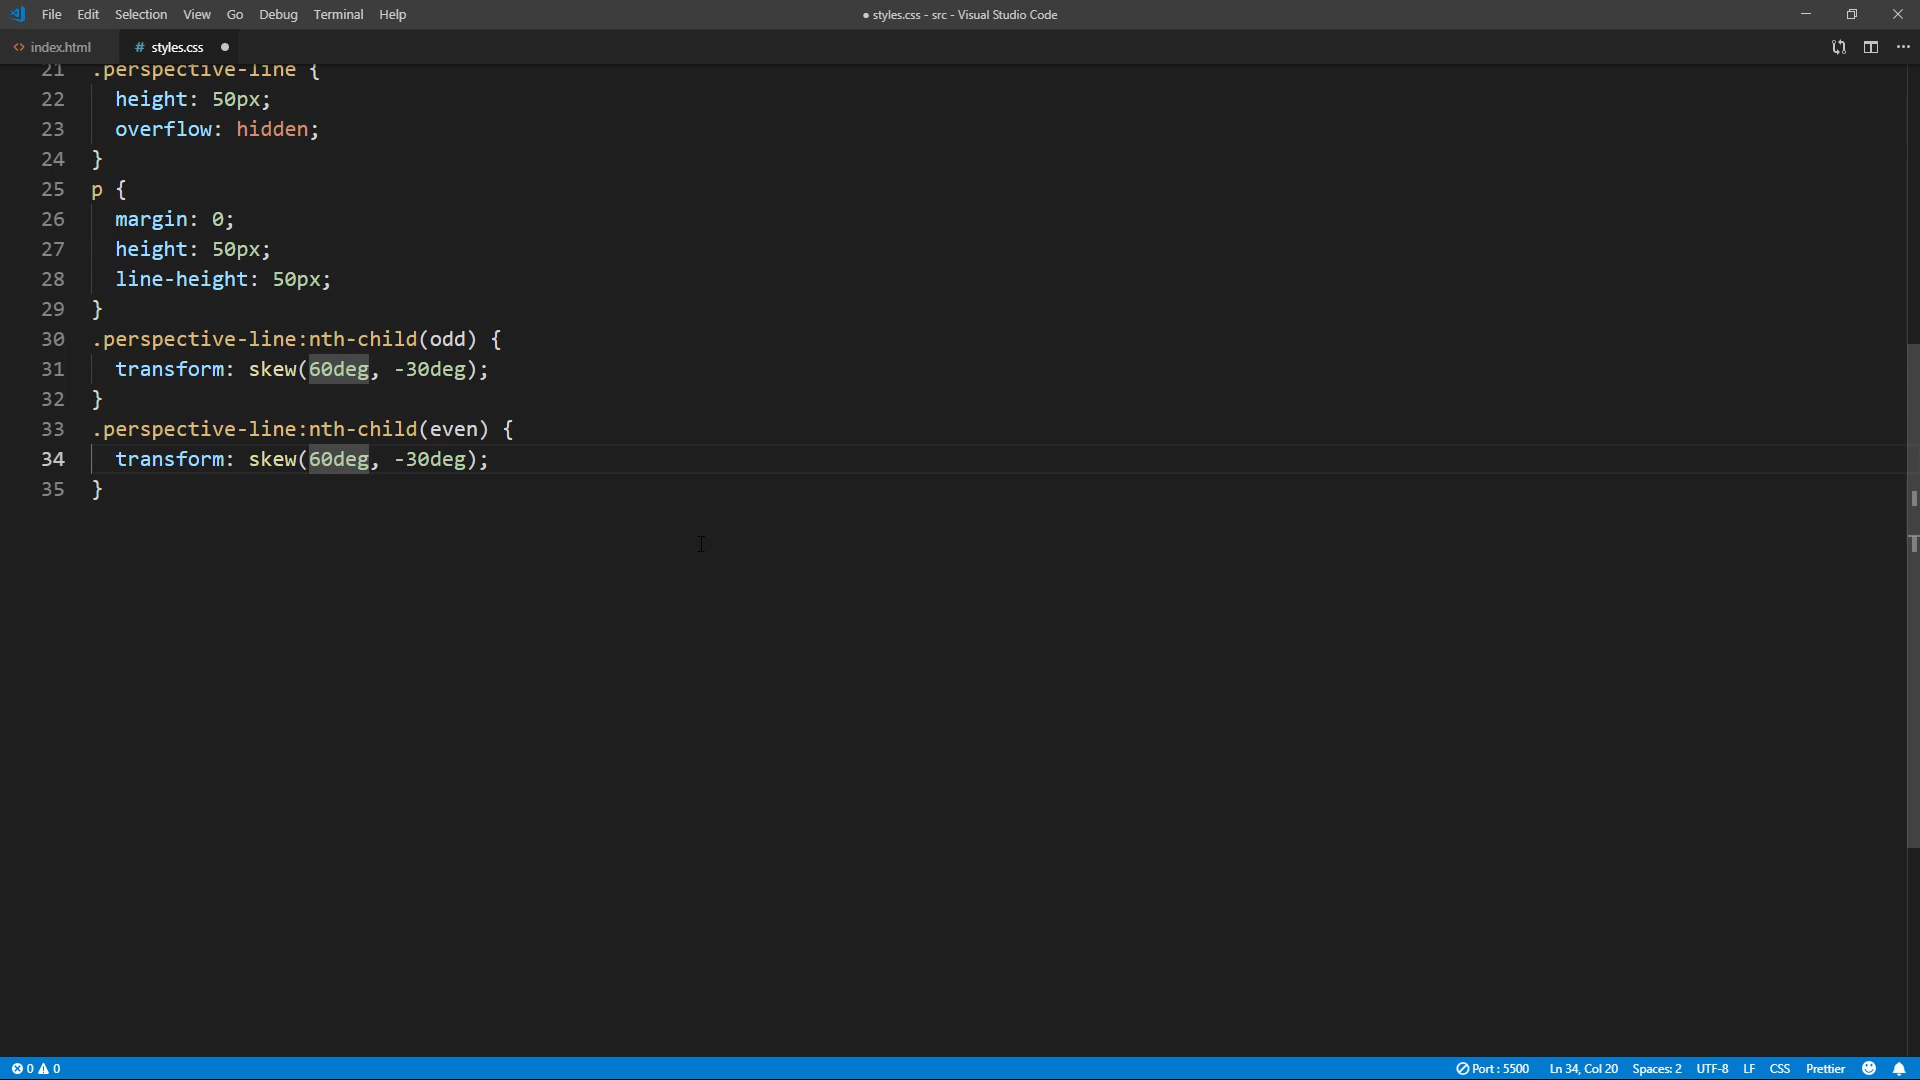 File Edit Selection View Go Debug Terminal Help
● styles.css - src - Visual Studio Code
<> index.html
# styles.css ●
21 .perspective-line {
22 height: 50px;
23 overflow: hidden;
24 }
25 p {
26 margin: 0;
27 height: 50px;
28 line-height: 50px;
29 }
30 .perspective-line:nth-child(odd) {
31 transform: skew(60deg, -30deg);
32 }
33 .perspective-line:nth-child(even) {
34 transform: skew(60deg, -30deg);
35 }
0 0 Port : 5500 Ln 34, Col 20 Spaces: 2 UTF-8 LF CSS Prettier